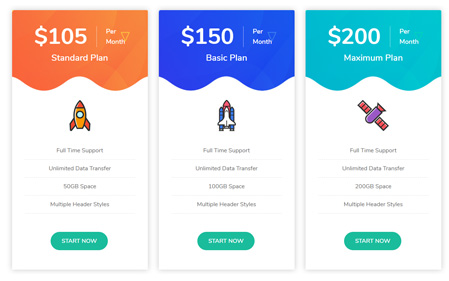 $105
Per
Month
Standard Plan
Full Time Support
Unlimited Data Transfer
50GB Space
Multiple Header Styles
START NOW
$150
Per
Month
Basic Plan
Full Time Support
Unlimited Data Transfer
100GB Space
Multiple Header Styles
START NOW
$200
Per
Month
Maximum Plan
Full Time Support
Unlimited Data Transfer
200GB Space
Multiple Header Styles
START NOW